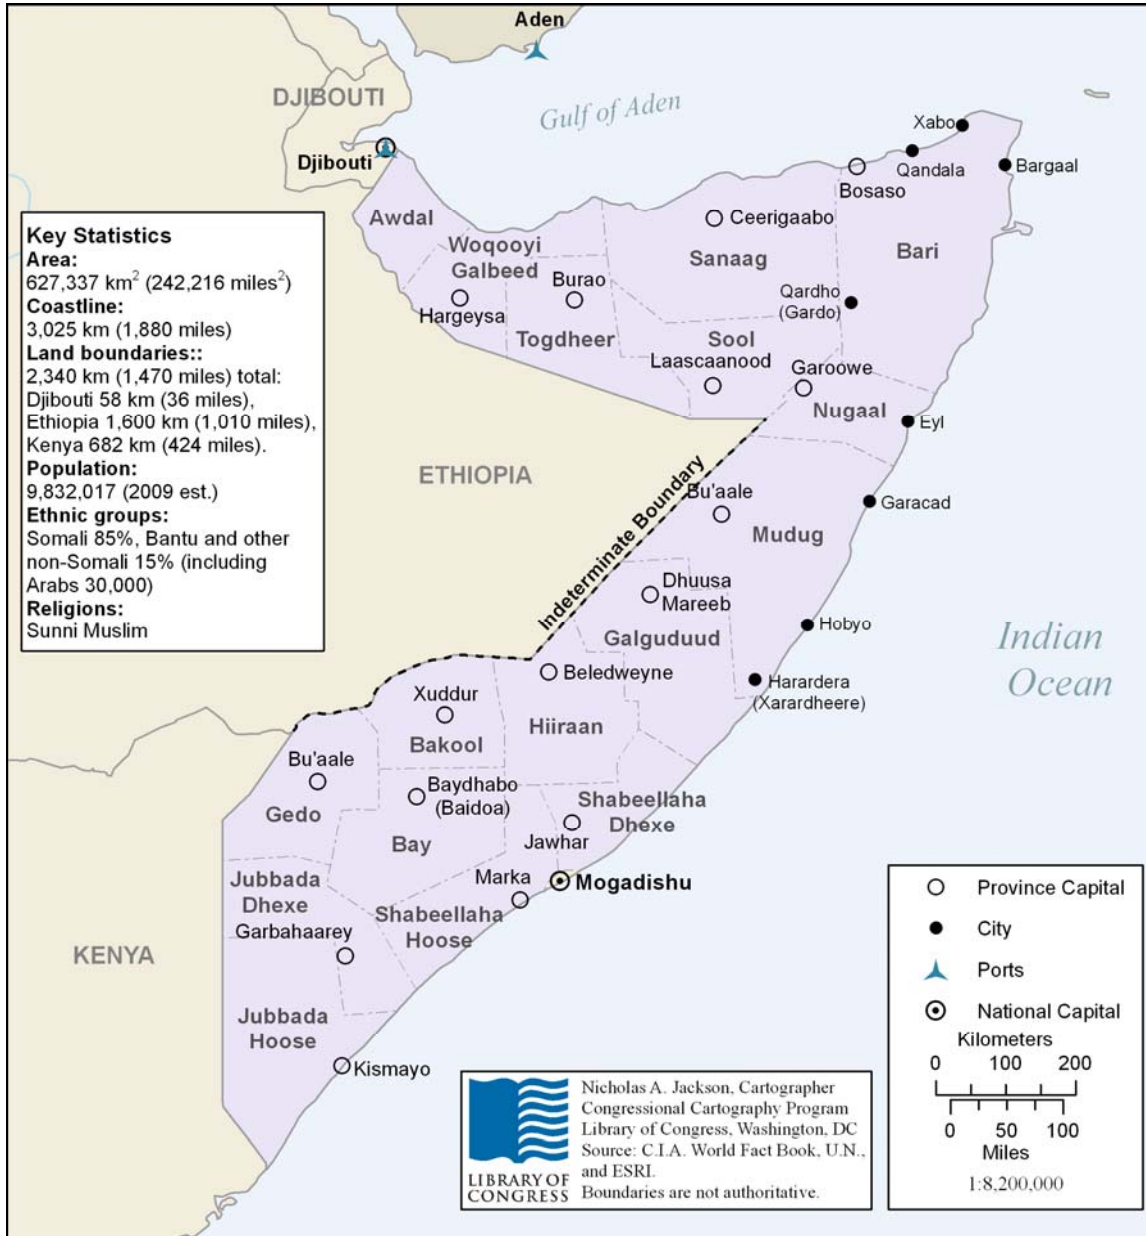 Aden
DJIBOUTI
Gulf of Aden
Xabo
Djibouti
Qandala
Bargaal
Bosaso
Awdal
Ceerigaabo
Woqooyi
Galbeed
Sanaag
Bari
Burao
Qardho
(Gardo)
Hargeysa
Togdheer
Sool
Laascaanood
Garoowe
Nugaal
Eyl
Key Statistics
Area:
627,337 km² (242,216 miles²)
Coastline:
3,025 km (1,880 miles)
Land boundaries::
2,340 km (1,470 miles) total:
Djibouti 58 km (36 miles),
Ethiopia 1,600 km (1,010 miles),
Kenya 682 km (424 miles).
Population:
9,832,017 (2009 est.)
Ethnic groups:
Somali 85%, Bantu and other
non-Somali 15% (including
Arabs 30,000)
Religions:
Sunni Muslim
ETHIOPIA
Indeterminate Boundary
Bu'aale
Garacad
Mudug
Dhuusa
Mareeb
Galguduud
Hobyo
Indian
Ocean
Beledweyne
Harardera
(Xarardheere)
Xuddur
Hiiraan
Bakool
Bu'aale
Baydhabo
(Baidoa)
Gedo
Shabeellaha
Dhexe
Bay
Jawhar
Jubbada
Dhexe
Marka
Mogadishu
Shabeellaha
Hoose
Garbahaarey
KENYA
Jubbada
Hoose
Kismayo
Province Capital
City
Ports
National Capital
Kilometers
0 100 200
0 50 100
Miles
1:8,200,000
LIBRARY OF
CONGRESS
Nicholas A. Jackson, Cartographer
Congressional Cartography Program
Library of Congress, Washington, DC
Source: C.I.A. World Fact Book, U.N.,
and ESRI.
Boundaries are not authoritative.